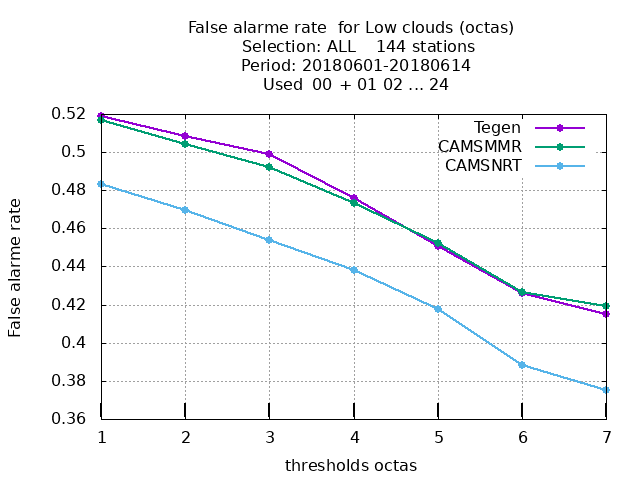 False alarme rate  for Low clouds (octas)
Selection: ALL    144 stations
Period: 20180601-20180614
Used  00 + 01 02 ... 24
Tegen
CAMSMMR
CAMSNRT
False alarme rate
0.52
0.5
0.48
0.46
0.44
0.42
0.4
0.38
0.36
1 2 3 4 5 6 7
thresholds octas